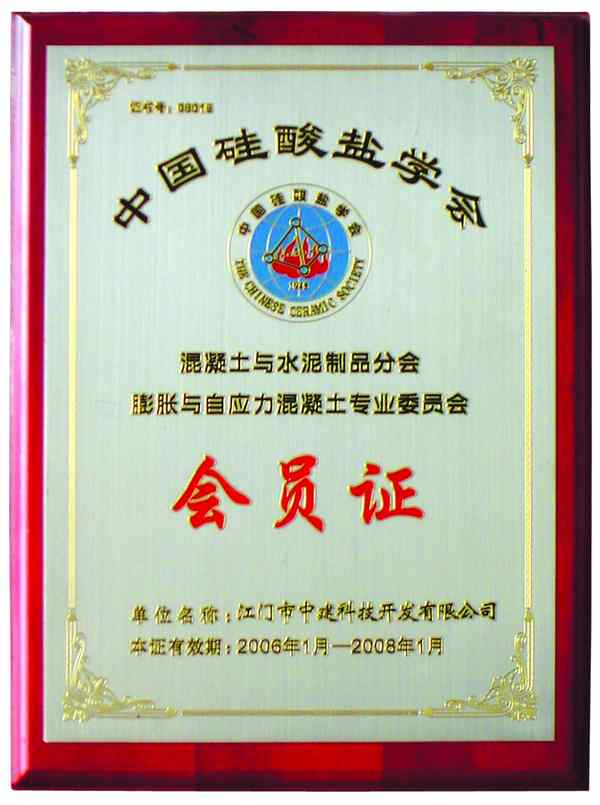 证书号：06018
中国硅酸盐学会
中国硅酸盐学会
THE CHINESE CERAMIC SOCIETY
混凝土与水泥制品分会
膨胀与自应力混凝土专业委员会
会员证
单位名称：江门市中建科技开发有限公司
本证有效期：2006年1月—2008年1月